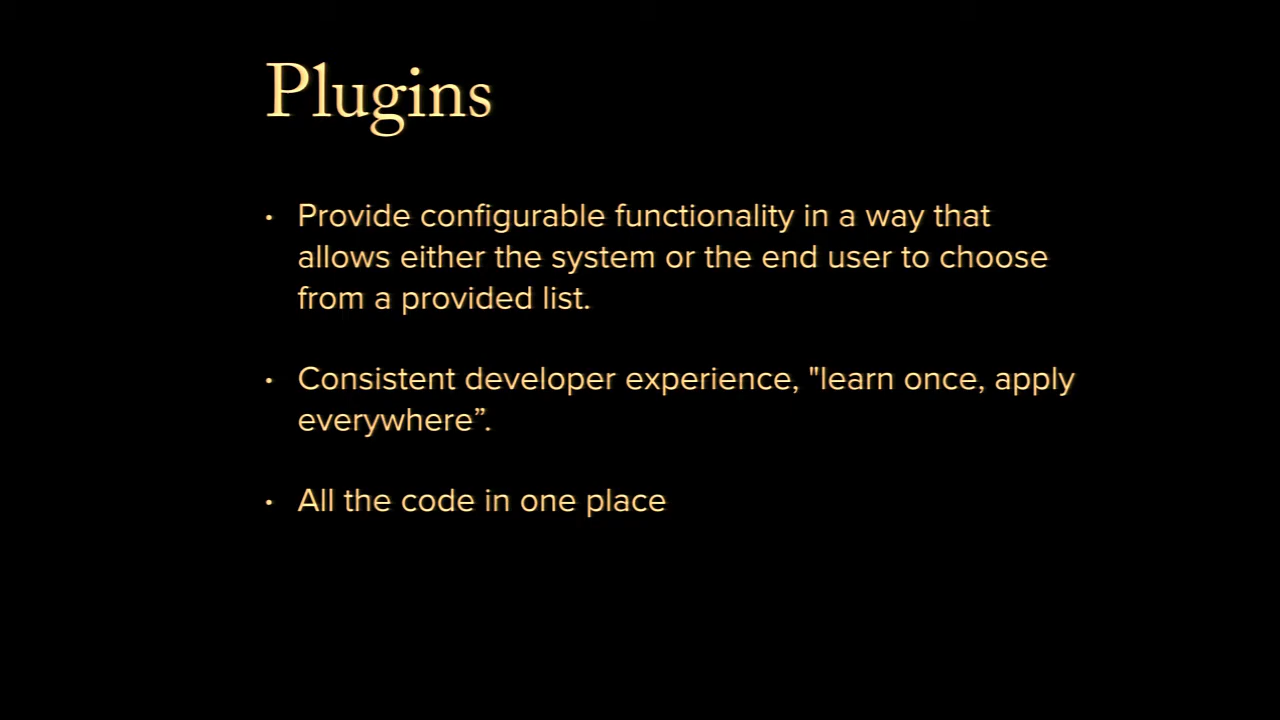 Plugins
• Provide configurable functionality in a way that
allows either the system or the end user to choose
from a provided list.
• Consistent developer experience, "learn once, apply
everywhere”.
• All the code in one place